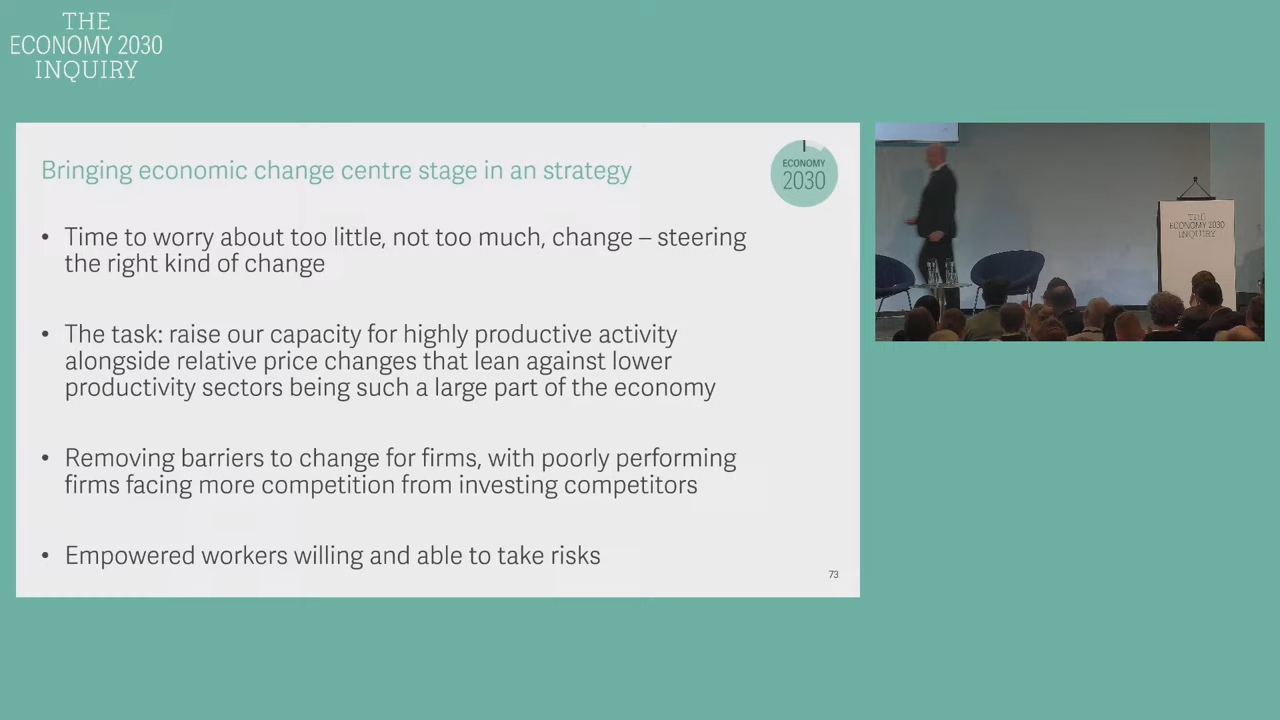 THE
ECONOMY 2030
INQUIRY
Bringing economic change centre stage in an strategy
ECONOMY
2030
• Time to worry about too little, not too much, change – steering
the right kind of change
• The task: raise our capacity for highly productive activity
alongside relative price changes that lean against lower
productivity sectors being such a large part of the economy
• Removing barriers to change for firms, with poorly performing
firms facing more competition from investing competitors
• Empowered workers willing and able to take risks
73
THE
ECONOMY 2030
INQUIRY